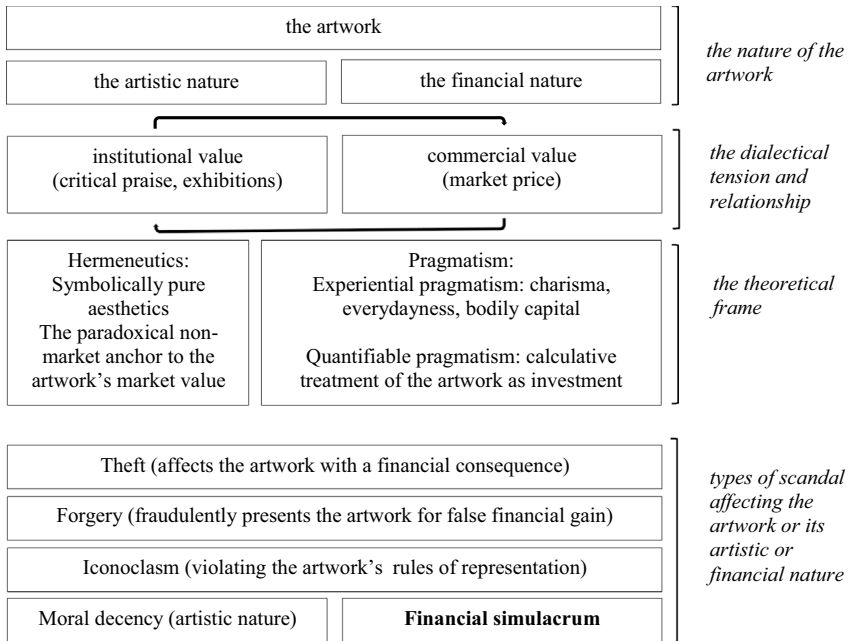 the artwork
the artistic nature
the financial nature
the nature of the
artwork
institutional value
(critical praise, exhibitions)
commercial value
(market price)
the dialectical
tension and
relationship
Hermeneutics:
Symbolically pure
aesthetics
The paradoxical non-
market anchor to the
artwork's market value
Pragmatism:
Experiential pragmatism: charisma,
everydayness, bodily capital
Quantifiable pragmatism: calculative
treatment of the artwork as investment
the theoretical
frame
Theft (affects the artwork with a financial consequence)
Forgery (fraudulently presents the artwork for false financial gain)
Iconoclasm (violating the artwork's rules of representation)
Moral decency (artistic nature)
Financial simulacrum
types of scandal
affecting the
artwork or its
artistic or
financial nature